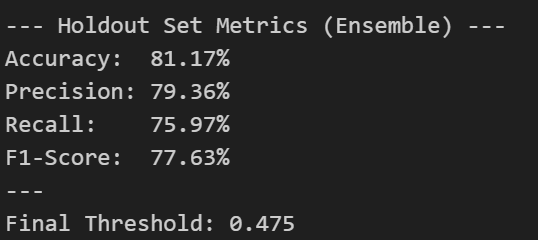 --- Holdout Set Metrics (Ensemble) ---
Accuracy:  81.17%
Precision: 79.36%
Recall:    75.97%
F1-Score:  77.63%
---
Final Threshold: 0.475